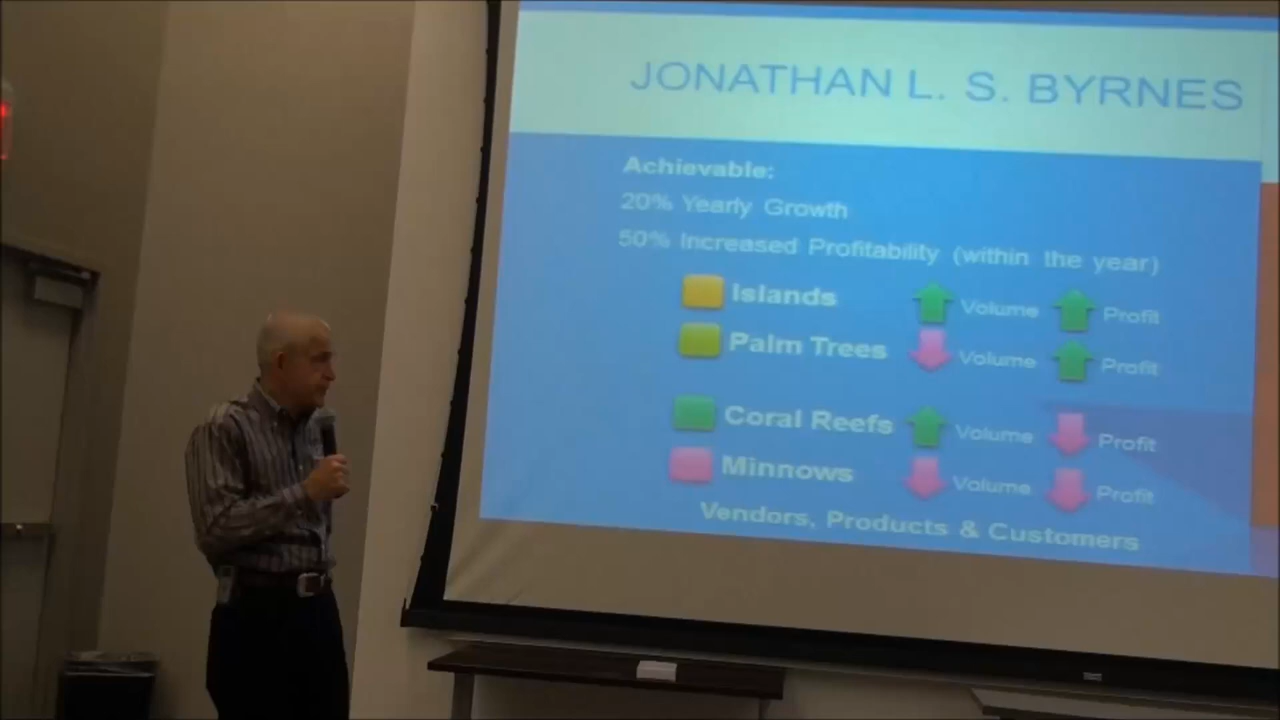 JONATHAN L. S. BYRNES
Achievable:
20% Yearly Growth
50% Increased Profitability (within the year)
Islands Volume Profit
Palm Trees Volume Profit
Coral Reefs Volume Profit
Minnows Volume Profit
Vendors, Products & Customers